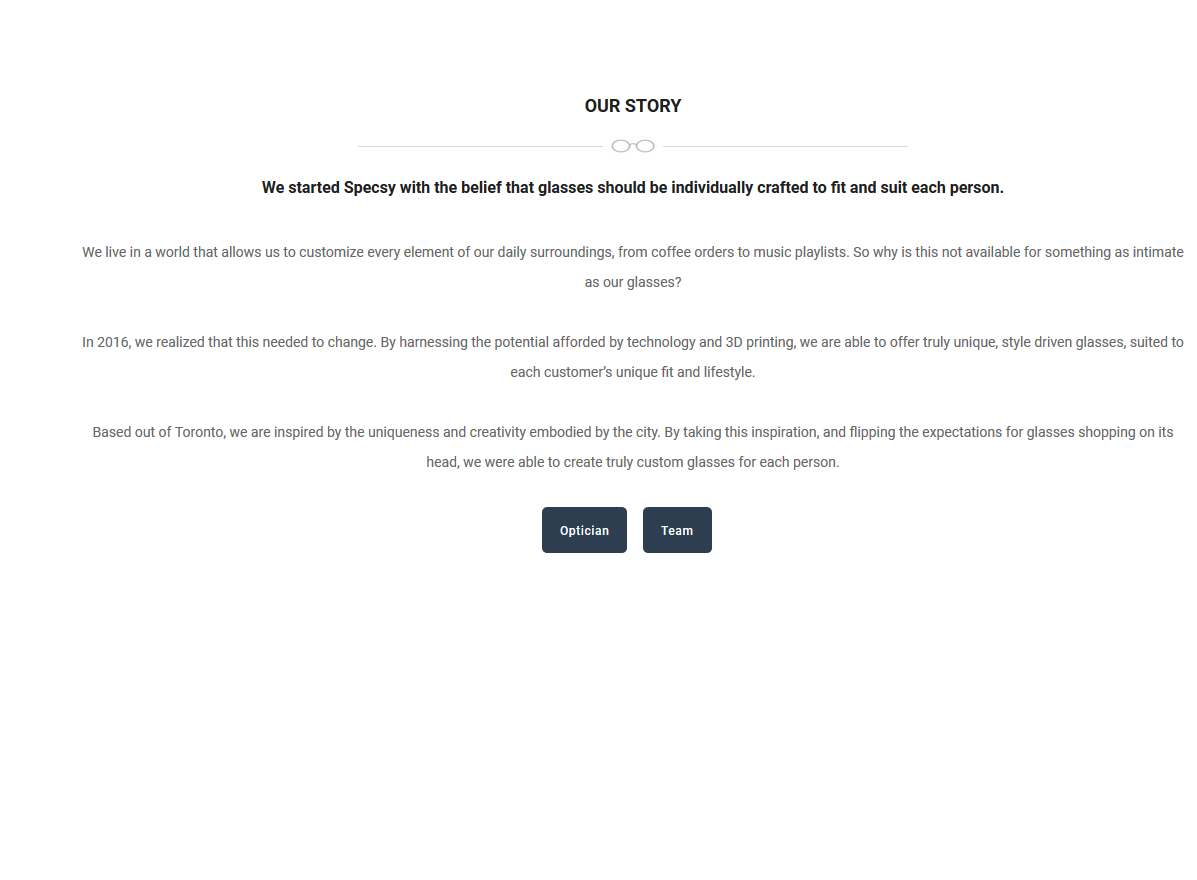 OUR STORY
We started Specsy with the belief that glasses should be individually crafted to fit and suit each person.
We live in a world that allows us to customize every element of our daily surroundings, from coffee orders to music playlists. So why is this not available for something as intimate
as our glasses?
In 2016, we realized that this needed to change. By harnessing the potential afforded by technology and 3D printing, we are able to offer truly unique, style driven glasses, suited to
each customer’s unique fit and lifestyle.
Based out of Toronto, we are inspired by the uniqueness and creativity embodied by the city. By taking this inspiration, and flipping the expectations for glasses shopping on its
head, we were able to create truly custom glasses for each person.
Optician Team